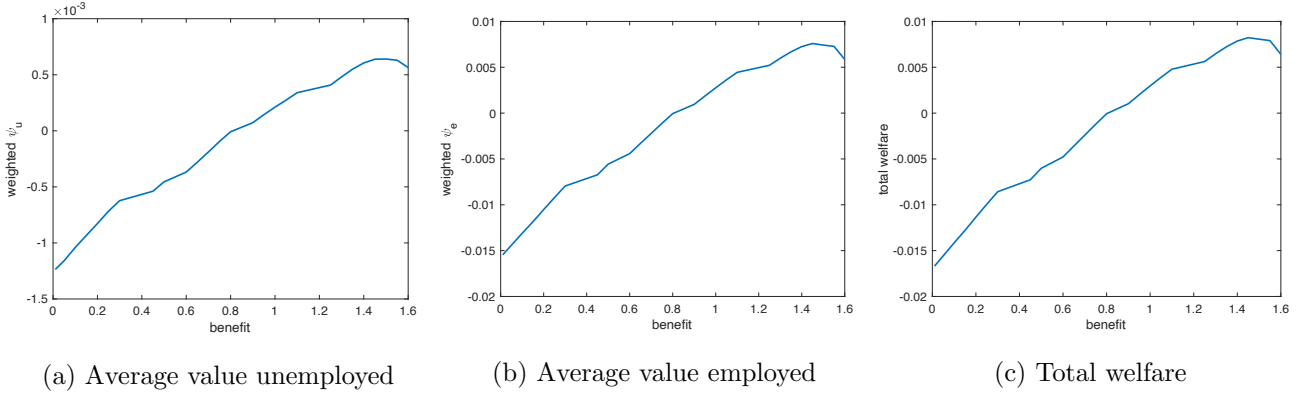 1 ×10⁻³
0.5
0
-0.5
-1
-1.5
weighted ψᵤ
0 0.2 0.4 0.6 0.8 1 1.2 1.4 1.6
benefit
(a) Average value unemployed
0.01
0.005
0
-0.005
-0.01
-0.015
-0.02
weighted ψₑ
0 0.2 0.4 0.6 0.8 1 1.2 1.4 1.6
benefit
(b) Average value employed
0.01
0.005
0
-0.005
-0.01
-0.015
-0.02
total welfare
0 0.2 0.4 0.6 0.8 1 1.2 1.4 1.6
benefit
(c) Total welfare